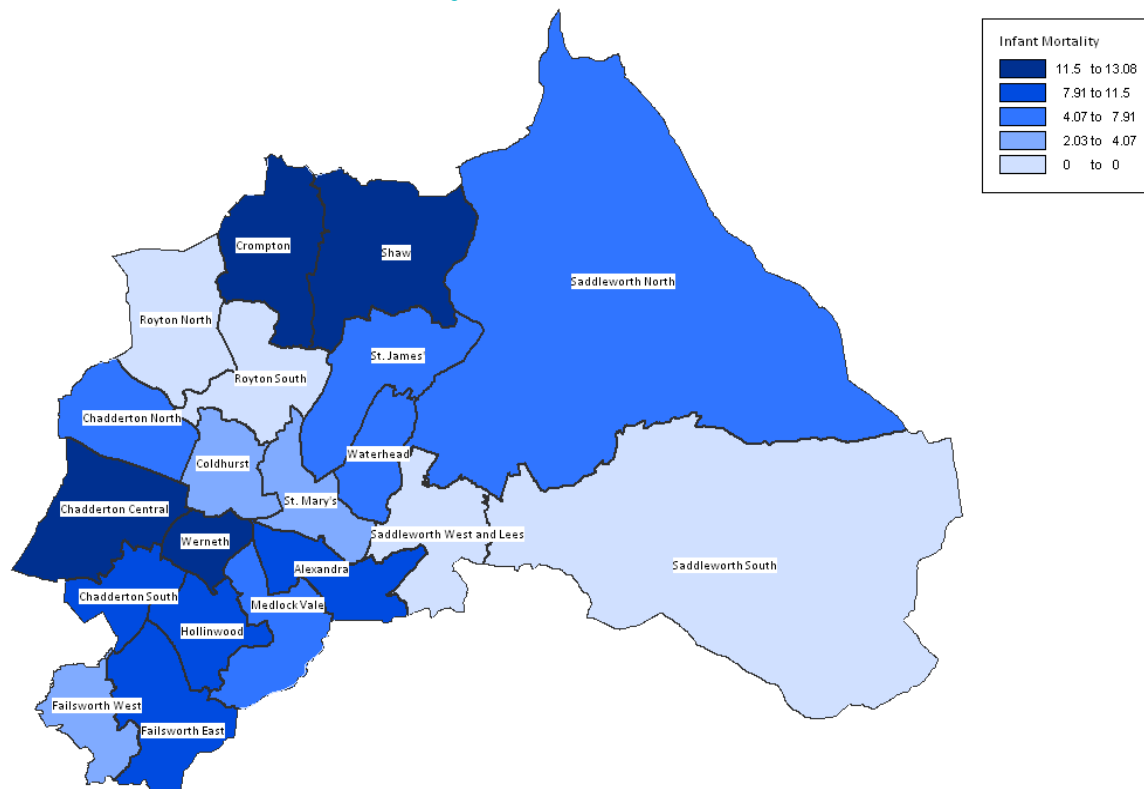 Infant Mortality
11.5 to 13.08
7.91 to 11.5
4.07 to 7.91
2.03 to 4.07
0 to 0
Crompton
Shaw
Saddleworth North
Royton North
St. James'
Royton South
Chadderton North
Waterhead
Coldhurst
St. Mary's
Chadderton Central
Saddleworth West and Lees
Werneth
Saddleworth South
Alexandra
Chadderton South
Medlock Vale
Hollinwood
Failsworth West
Failsworth East